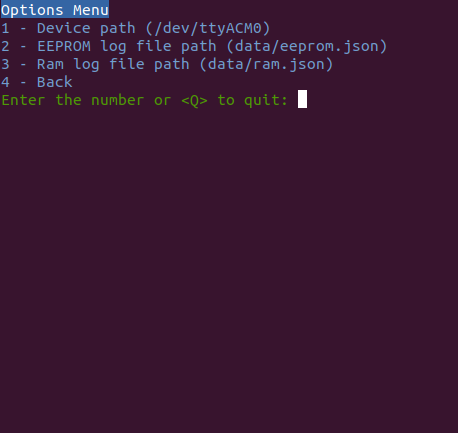 Options Menu
1 - Device path (/dev/ttyACM0)
2 - EEPROM log file path (data/eeprom.json)
3 - Ram log file path (data/ram.json)
4 - Back
Enter the number or <Q> to quit: